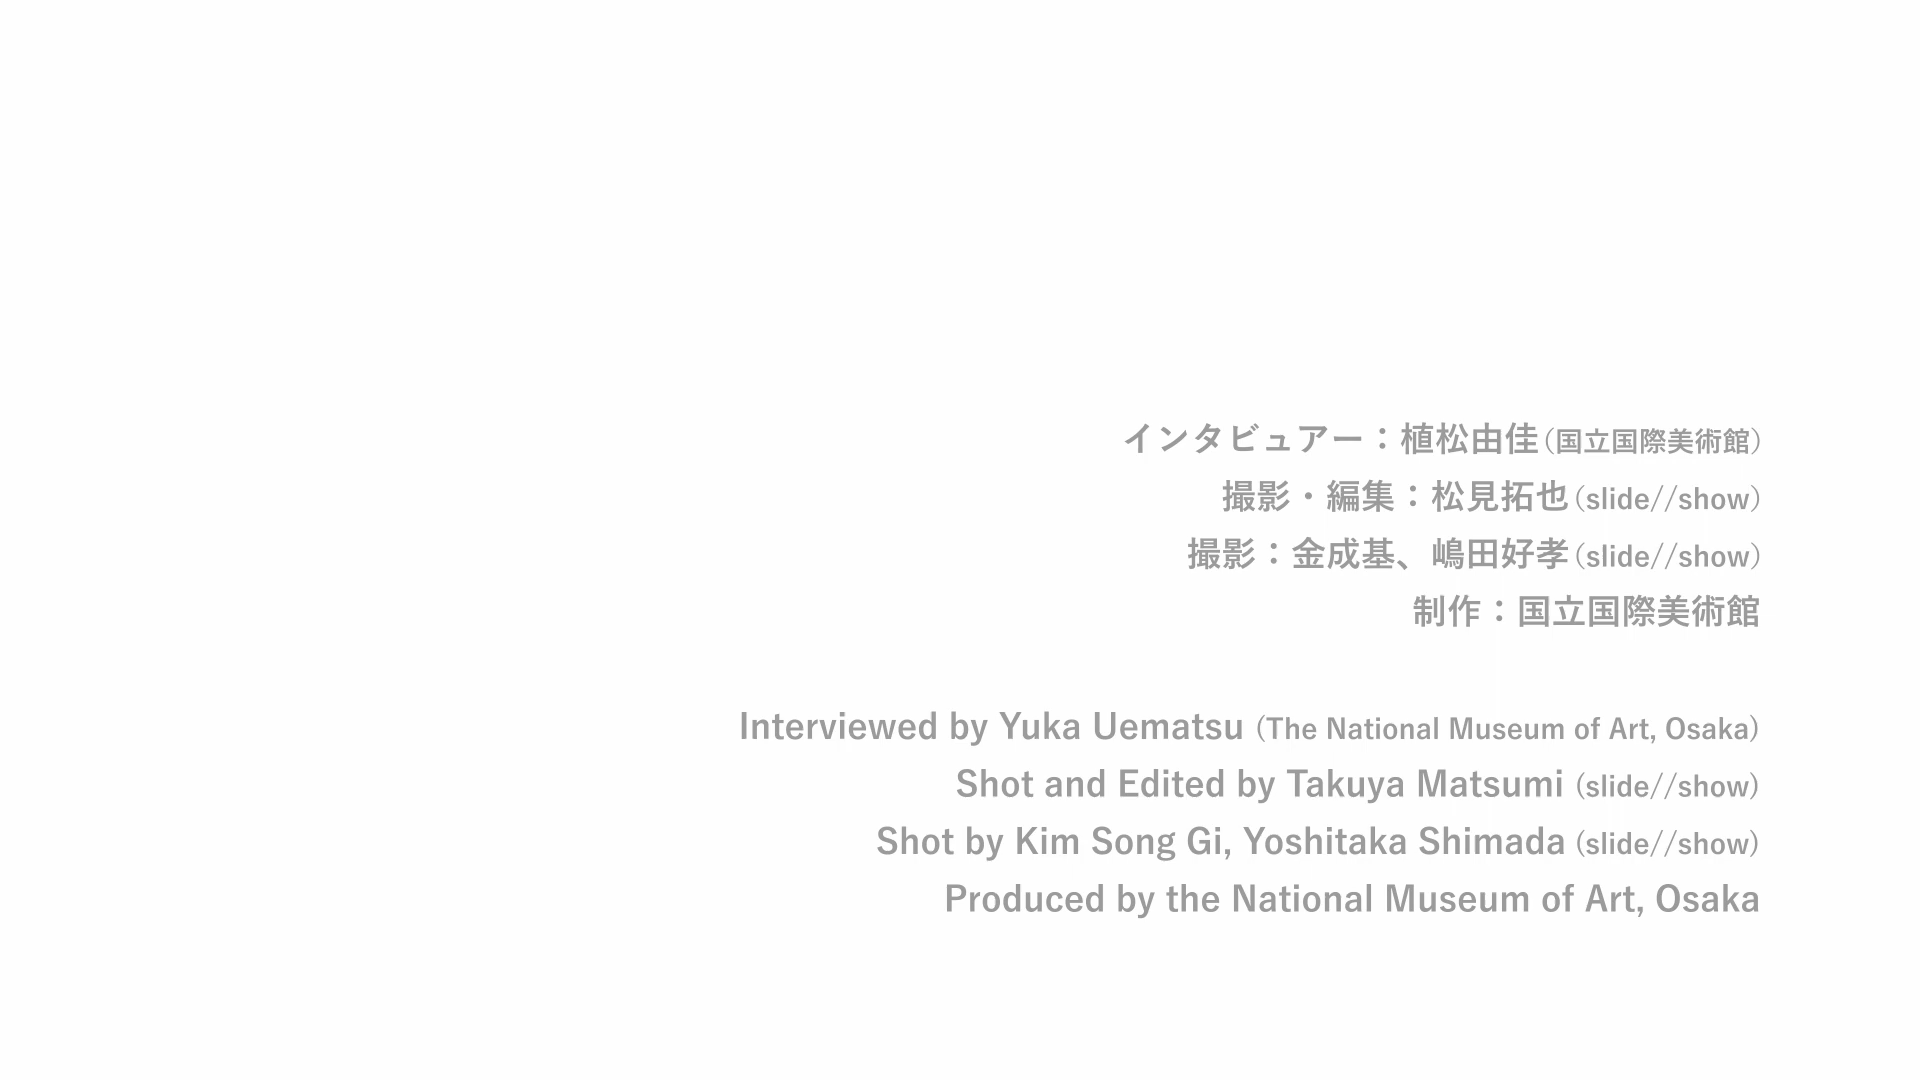 インタビュアー：植松由佳（国立国際美術館）
撮影・編集：松見拓也（slide//show）
撮影：金成基、嶋田好孝（slide//show）
制作：国立国際美術館
Interviewed by Yuka Uematsu (The National Museum of Art, Osaka)
Shot and Edited by Takuya Matsumi (slide//show)
Shot by Kim Song Gi, Yoshitaka Shimada (slide//show)
Produced by the National Museum of Art, Osaka